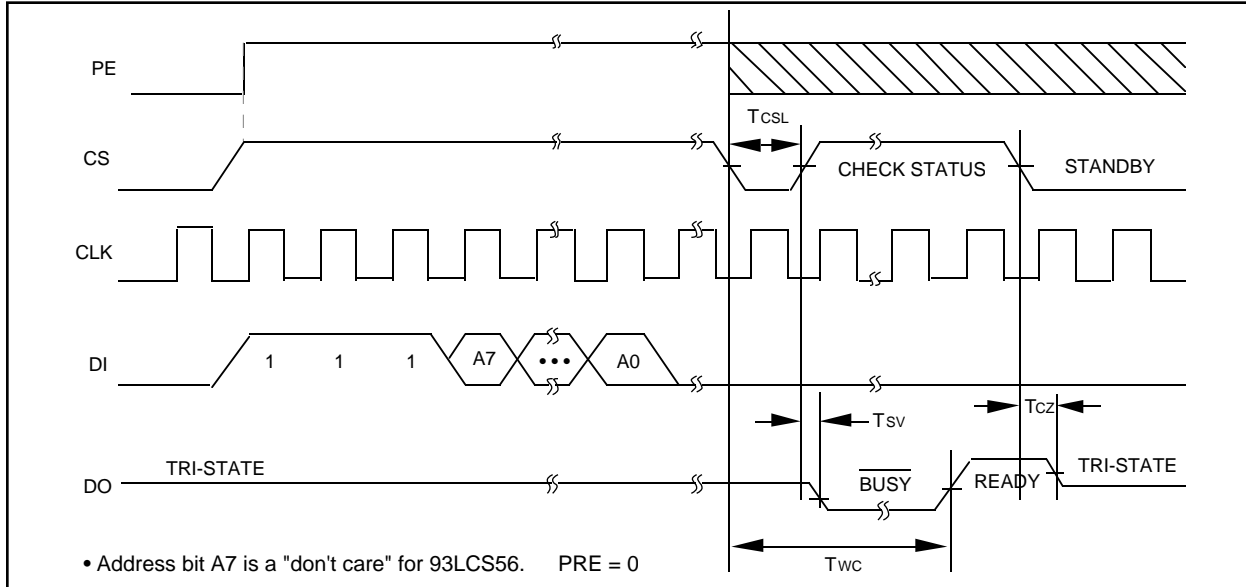 PE
TCSL
CS
CHECK STATUS
STANDBY
CLK
DI
1 1 1 A7 ••• A0
TSV
TCZ
DO
TRI-STATE
BUSY
READY
TRI-STATE
TWC
• Address bit A7 is a "don't care" for 93LCS56. PRE = 0